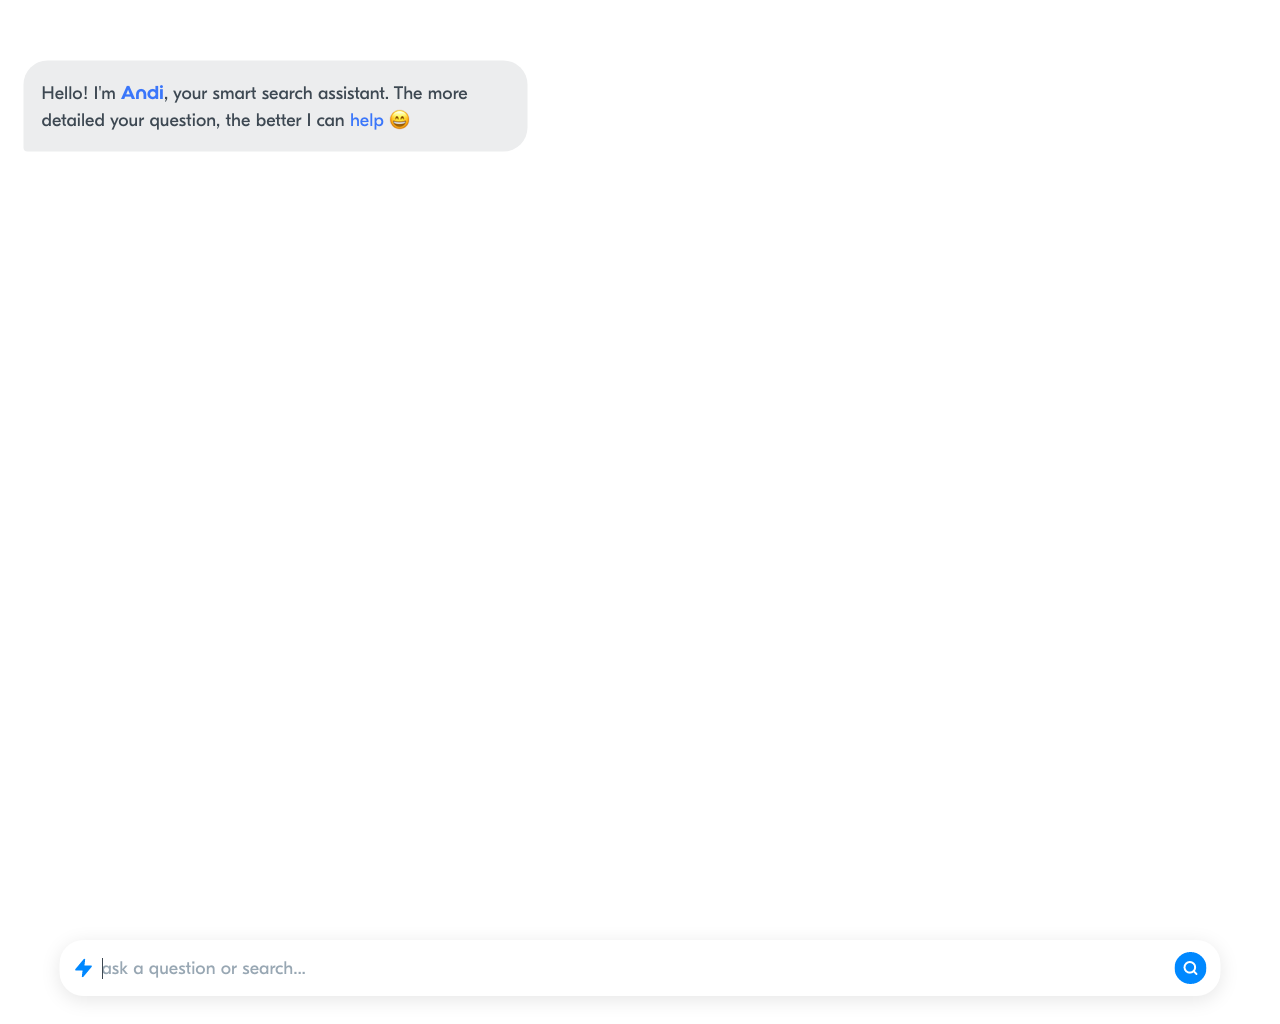 Hello! I'm Andi, your smart search assistant. The more
detailed your question, the better I can help 😄
ask a question or search...